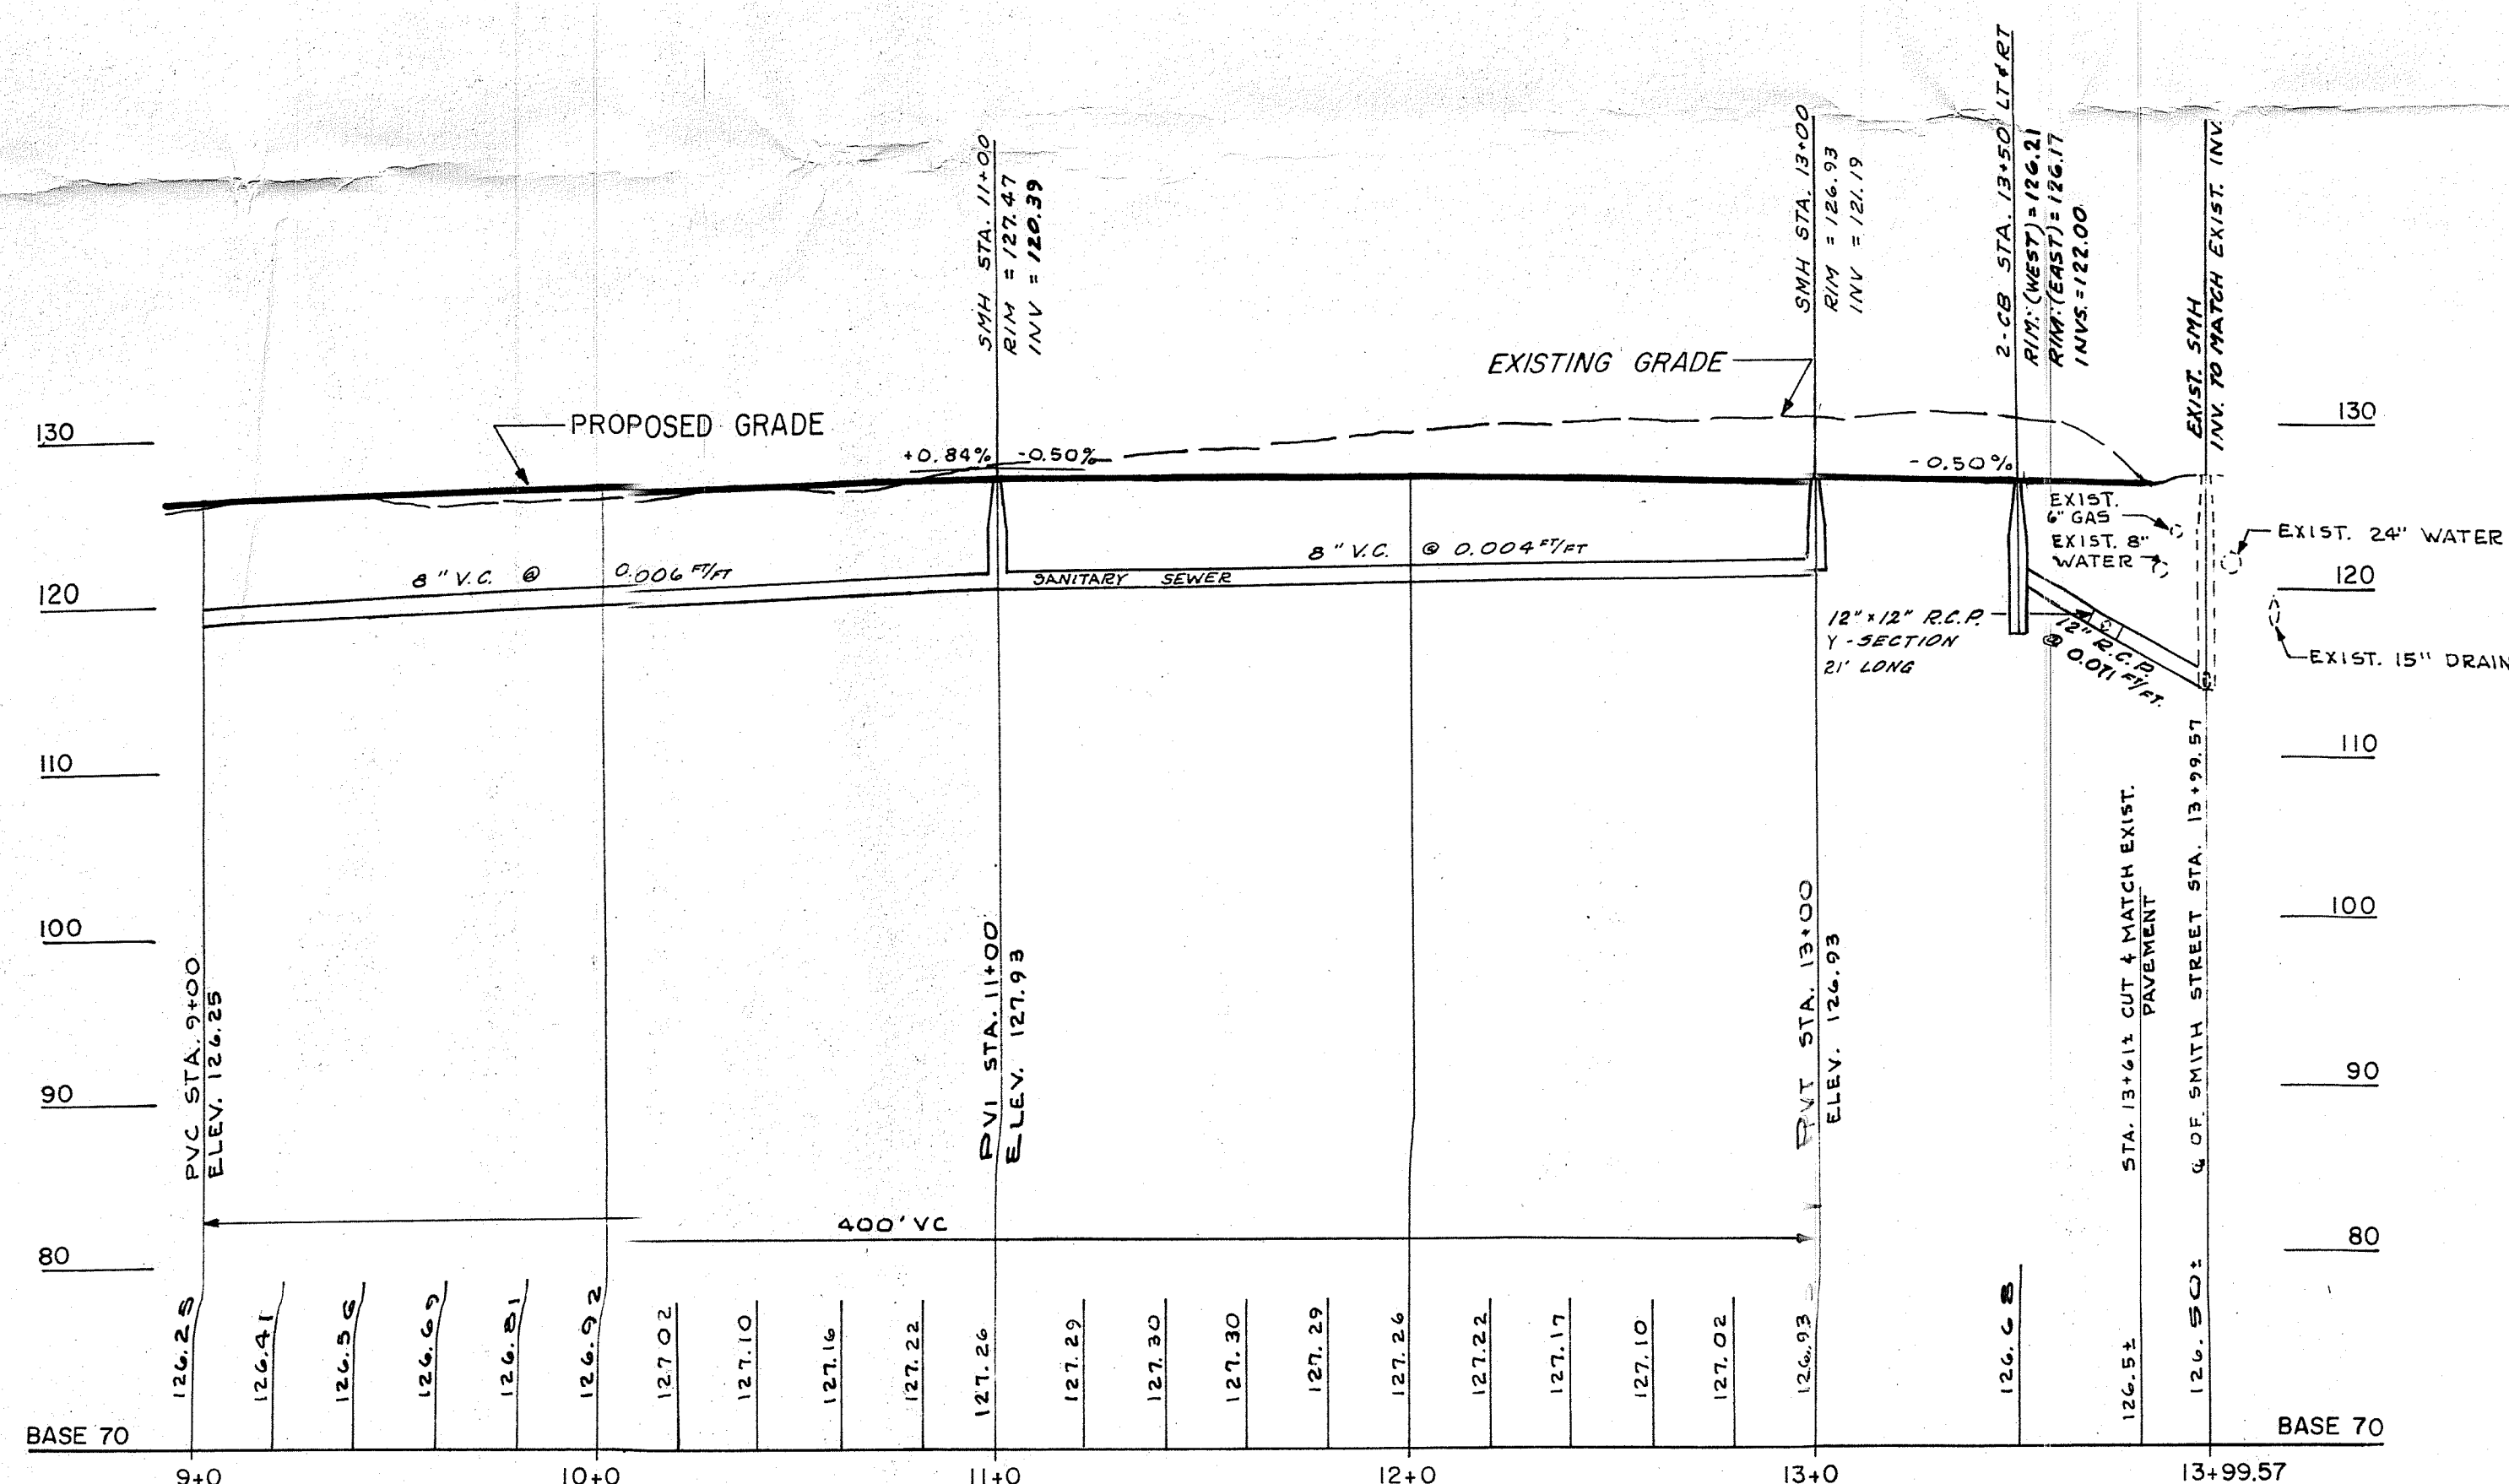 SMH STA. 11+00
RIM = 127.47
INV = 120.39
SMH STA. 13+00
RIM = 126.93
INV = 121.19
2-CB STA. 13+50 LT & RT
RIM: (WEST) = 126.21
RIM: (EAST) = 126.17
INVS. = 122.00
EXIST. SMH
INV. TO MATCH EXIST. INV.
EXISTING GRADE
PROPOSED GRADE
130
130
+0.84%
-0.50%
-0.50%
EXIST.
6" GAS
EXIST. 8"
WATER
EXIST. 24" WATER
8" V.C. @ 0.006 FT/FT
8" V.C. @ 0.004 FT/FT
SANITARY SEWER
120
120
12"x12" R.C.P.
Y-SECTION
21' LONG
12" R.C.P.
@ 0.071 FT/FT.
EXIST. 15" DRAIN
110
110
100
100
90
90
80
80
PVC STA. 9+00
ELEV. 126.25
PVI STA. 11+00
ELEV. 127.93
PVT STA. 13+00
ELEV. 126.93
STA. 13+61± CUT & MATCH EXIST.
PAVEMENT
℄ OF SMITH STREET STA. 13+99.57
400' VC
126.25
126.41
126.56
126.69
126.81
126.92
127 02
127.10
127.16
127.22
127.26
127.29
127.30
127.30
127.29
127.26
127.22
127.17
127.10
127.02
126.93
126.68
126.5±
126.50±
BASE 70
BASE 70
9+0
10+0
11+0
12+0
13+0
13+99.57